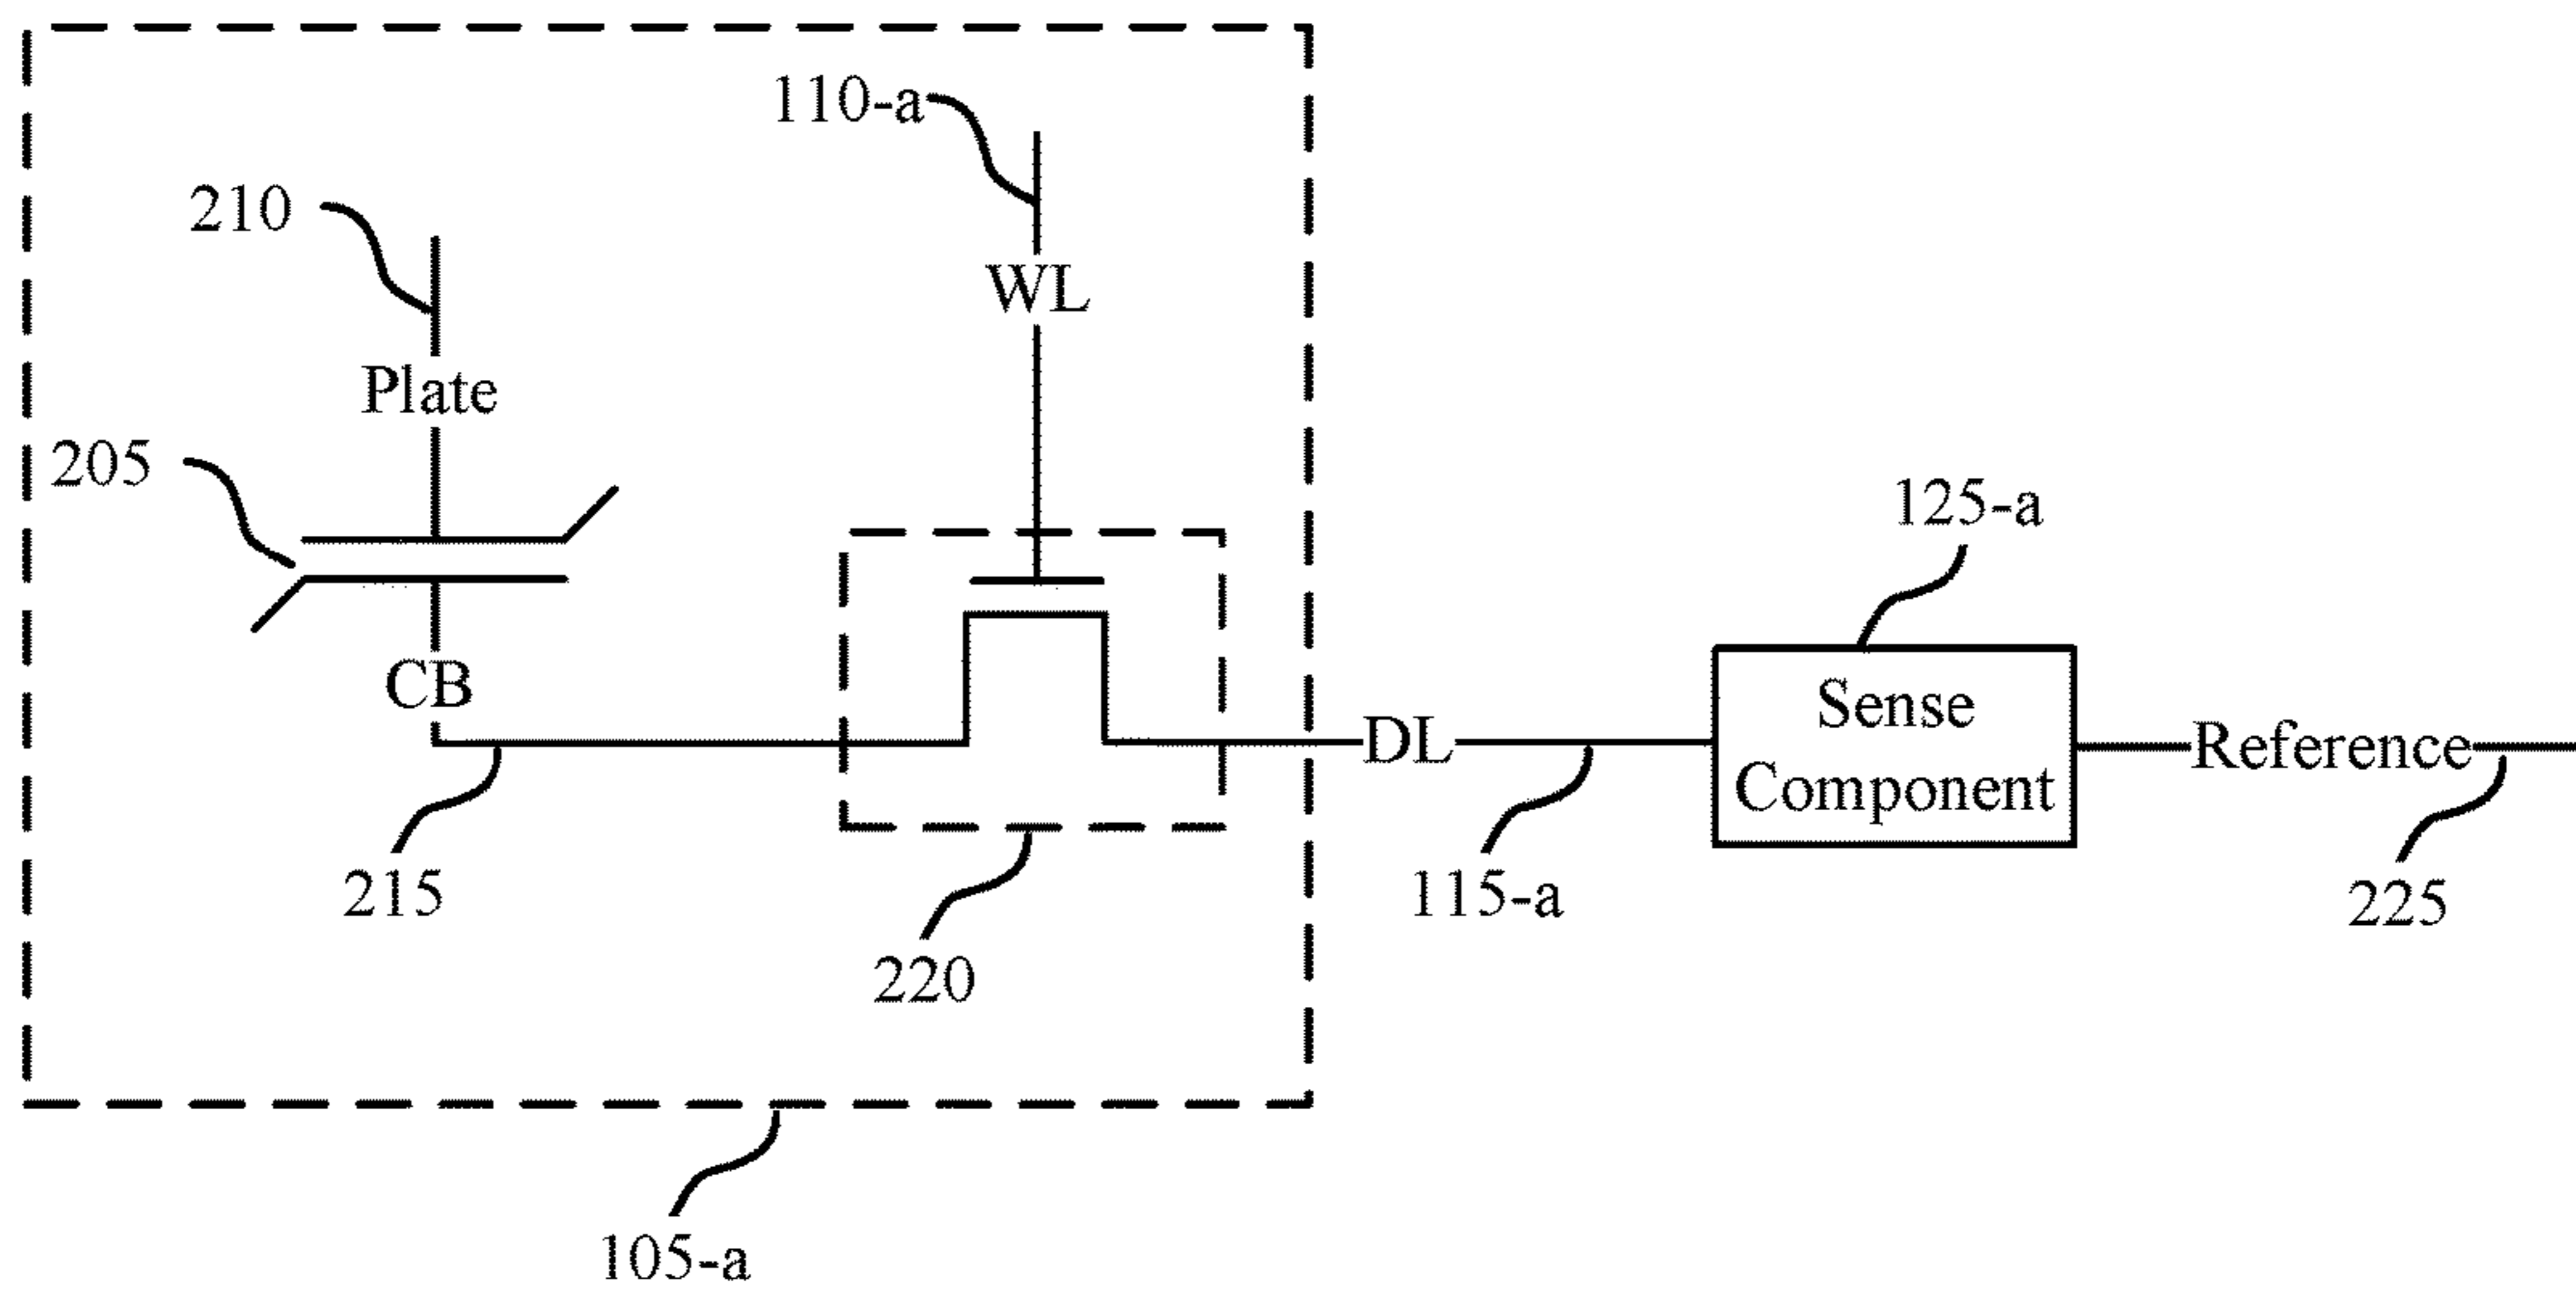 110-a
210
WL
Plate
205
125-a
CB
DL
Sense
Component
Reference
215
115-a
225
220
105-a